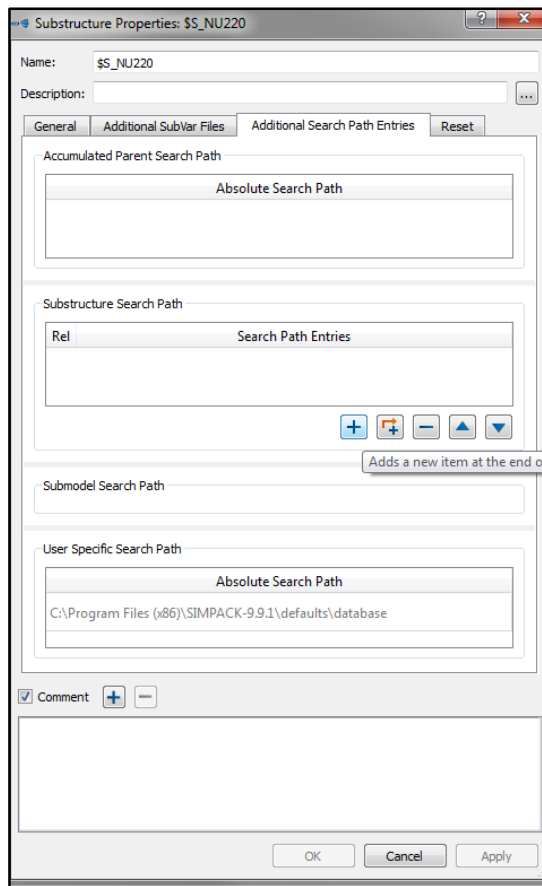 Substructure Properties: $S_NU220
Name: $S_NU220
Description:
...
General Additional SubVar Files Additional Search Path Entries Reset
Accumulated Parent Search Path
Absolute Search Path
Substructure Search Path
Rel Search Path Entries
Adds a new item at the end o
Submodel Search Path
User Specific Search Path
Absolute Search Path
C:\Program Files (x86)\SIMPACK-9.9.1\defaults\database
Comment
OK Cancel Apply